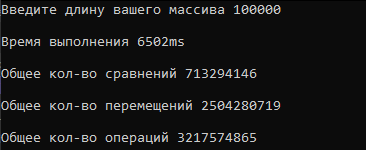 Введите длину вашего массива 100000
Время выполнения 6502ms
Общее кол-во сравнений 713294146
Общее кол-во перемещений 2504280719
Общее кол-во операций 3217574865